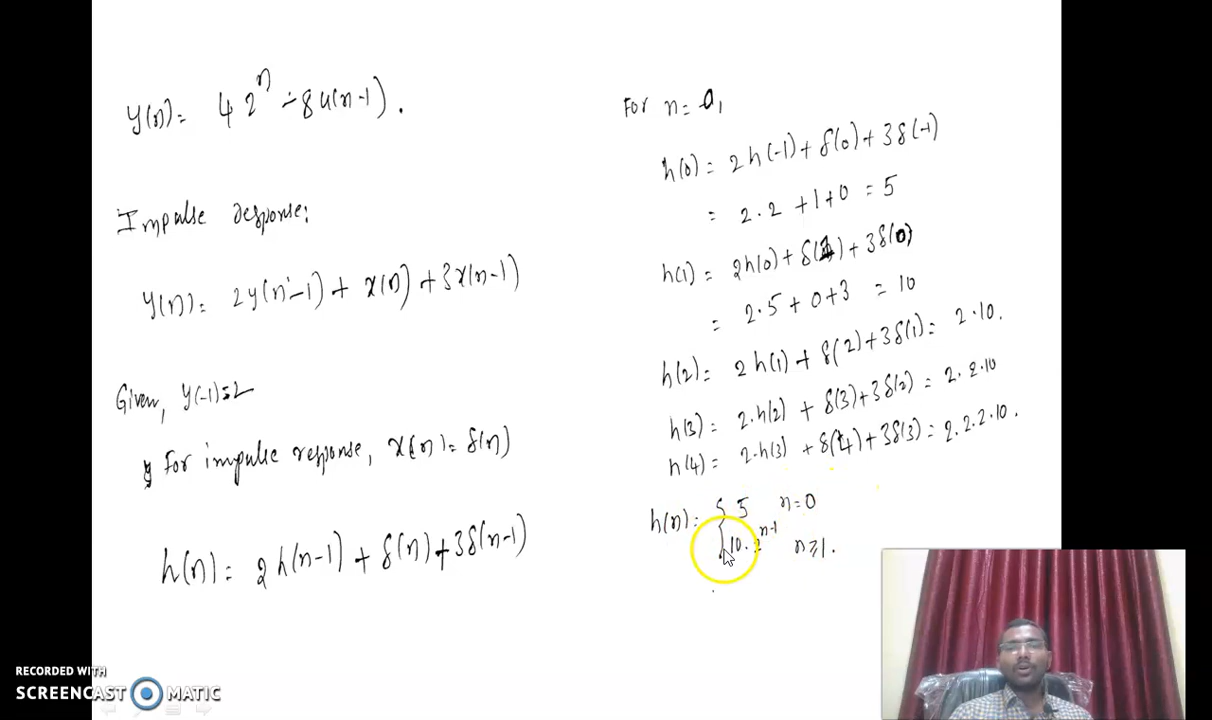 y(n) = 4 2^n - 8 u(n-1).
Impulse response:
y(n) = 2y(n-1) + x(n) + 3x(n-1)
Given, y(-1)=2
For impulse response, x(n) = δ(n)
h(n) = 2h(n-1) + δ(n) + 3δ(n-1)
For n = 0,
h(0) = 2h(-1) + δ(0) + 3δ(-1)
= 2·2 + 1 + 0 = 5
h(1) = 2h(0) + δ(1) + 3δ(0)
= 2·5 + 0 + 3 = 10
h(2) = 2h(1) + δ(2) + 3δ(1) = 2·10.
h(3) = 2·h(2) + δ(3) + 3δ(2) = 2·2·10
h(4) = 2·h(3) + δ(4) + 3δ(3) = 2·2·2·10.
h(n) = { 5 n=0
10·2^n-1 n≥1.
RECORDED WITH
SCREENCAST MATIC